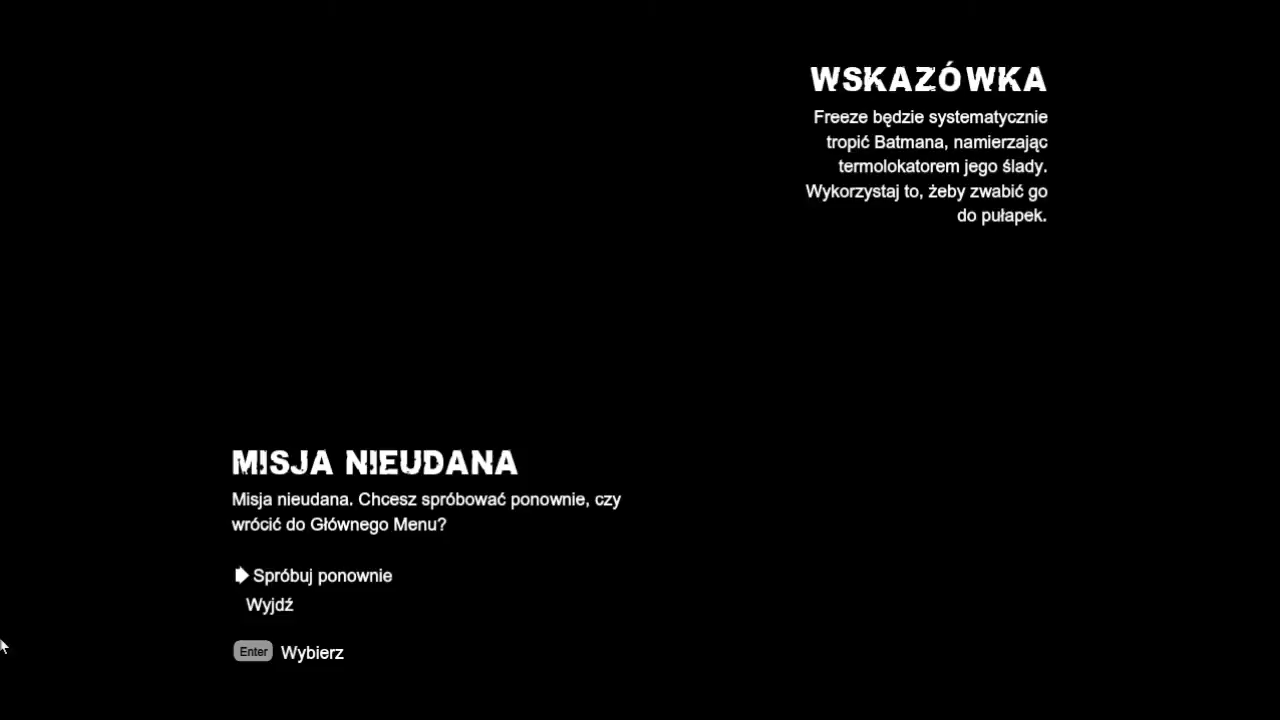 WSKAZÓWKA
Freeze będzie systematycznie
tropić Batmana, namierzając
termolokatorem jego ślady.
Wykorzystaj to, żeby zwabić go
do pułapek.
MISJA NIEUDANA
Misja nieudana. Chcesz spróbować ponownie, czy
wrócić do Głównego Menu?
Spróbuj ponownie
Wyjdź
Enter Wybierz